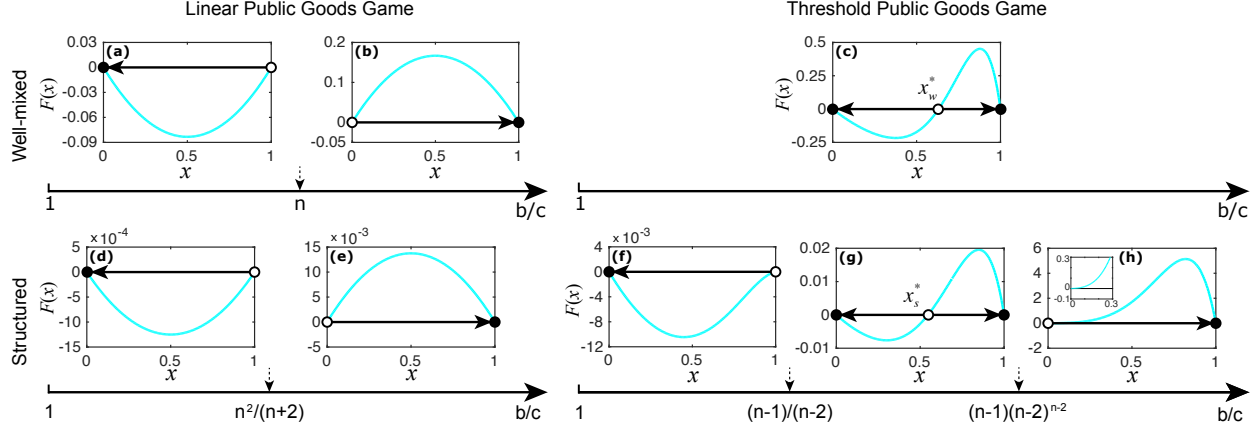 Linear Public Goods Game
Threshold Public Goods Game
Well-mixed
(a)
F(x)
0.03
0
-0.03
-0.06
-0.09
0 0.5 1
x
(b)
0.2
0.1
0
-0.05
0 0.5 1
x
(c)
F(x)
0.5
0.25
0
-0.25
x*w
0 0.5 1
x
1 n b/c
1 b/c
Structured
(d)
×10-4
F(x)
5
0
-5
-10
-15
0 0.5 1
x
(e)
×10-3
15
10
5
0
-5
0 0.5 1
x
(f)
×10-3
F(x)
4
0
-4
-8
-12
0 0.5 1
x
(g)
0.02
0.01
0
-0.01
x*s
0 0.5 1
x
(h)
6
4
2
0
-2
0.3
0
-0.1
0 0.3
0 0.5 1
x
1 n²/(n+2) b/c
1 (n-1)/(n-2) (n-1)(n-2)ⁿ⁻² b/c